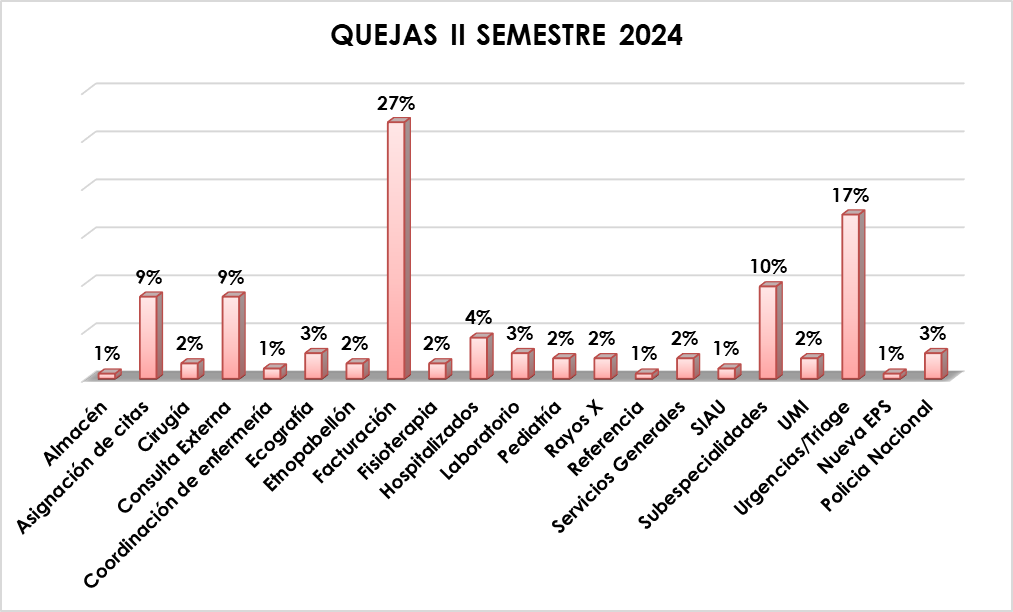 QUEJAS II SEMESTRE 2024
27%
17%
10%
9%
9%
4%
3%
3%
3%
2%
2%
2%
2%
2%
2%
2%
1%
1%
1%
1%
1%
Almacén
Asignación de citas
Cirugía
Consulta Externa
Coordinación de enfermería
Ecografía
Etnopabellón
Facturación
Fisioterapia
Hospitalizados
Laboratorio
Pediatría
Rayos X
Referencia
Servicios Generales
SIAU
Subespecialidades
UMI
Urgencias/Triage
Nueva EPS
Policia Nacional